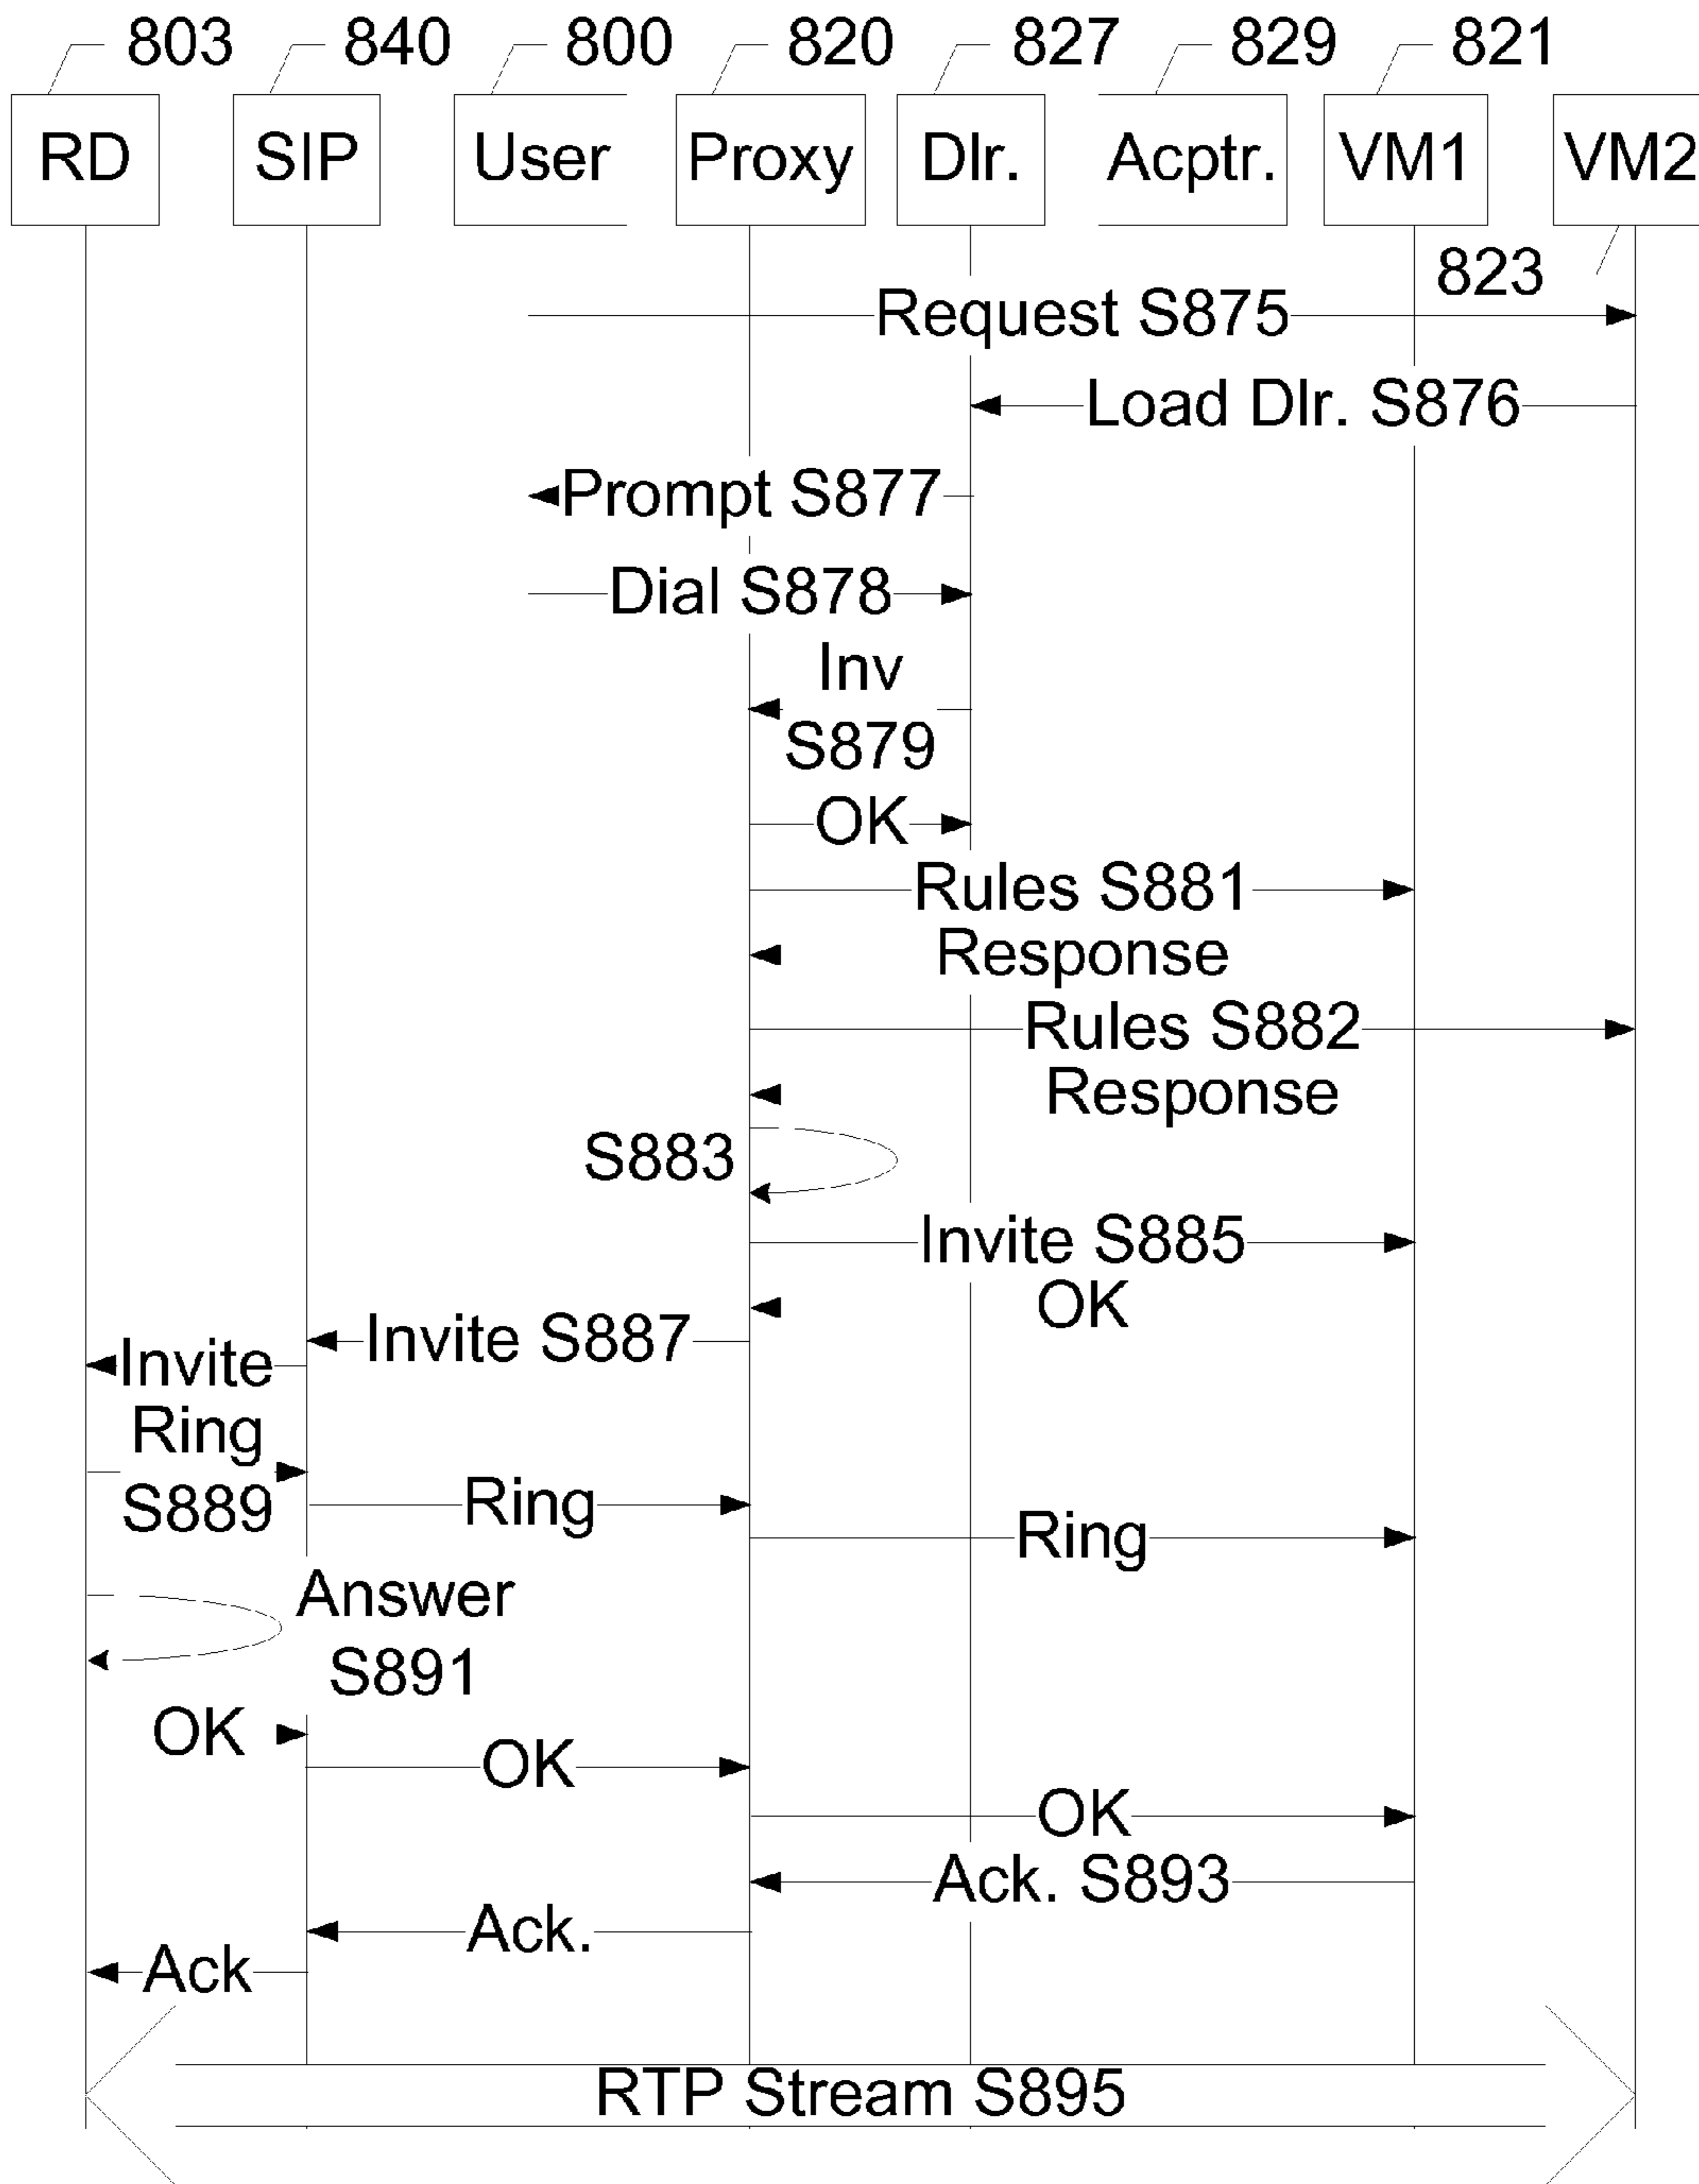 803 840 800 820 827 829 821
RD SIP User Proxy Dlr. Acptr. VM1 VM2
823
Request S875
Load Dlr. S876
Prompt S877
Dial S878
Inv
S879
OK
Rules S881
Response
Rules S882
Response
S883
Invite S885
OK
Invite S887
Invite
Ring
S889
Ring
Ring
Answer
S891
OK
OK
OK
Ack. S893
Ack.
Ack
RTP Stream S895